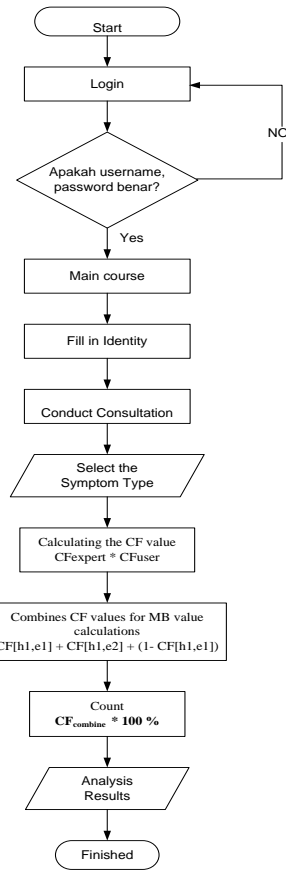 Start
Login
NO
Apakah username,
password benar?
Yes
Main course
Fill in Identity
Conduct Consultation
Select the
Symptom Type
Calculating the CF value
CFexpert * CFuser
Combines CF values for MB value
calculations
CF[h1,e1] + CF[h1,e2] + (1- CF[h1,e1])
Count
CFcombine * 100 %
Analysis
Results
Finished